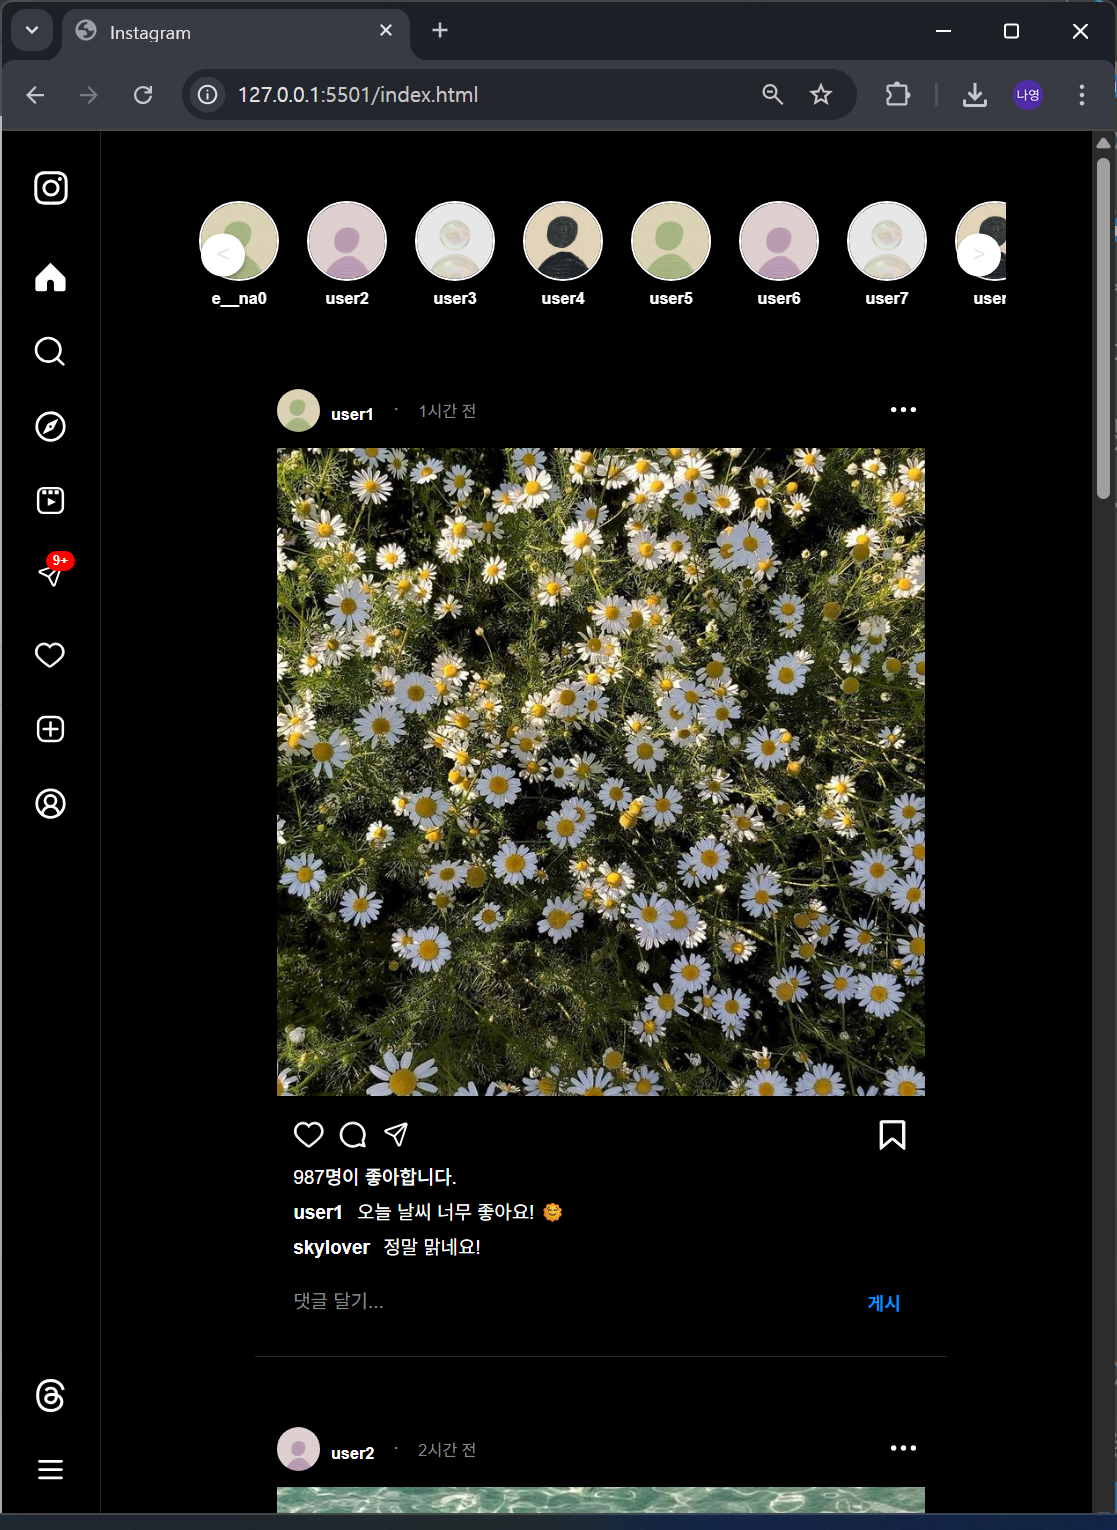 Instagram
127.0.0.1:5501/index.html
나영
< >
e__na0 user2 user3 user4 user5 user6 user7 user
user1 · 1시간 전
9+
987명이 좋아합니다.
user1 오늘 날씨 너무 좋아요! 🌞
skylover 정말 맑네요!
댓글 달기... 게시
user2 · 2시간 전